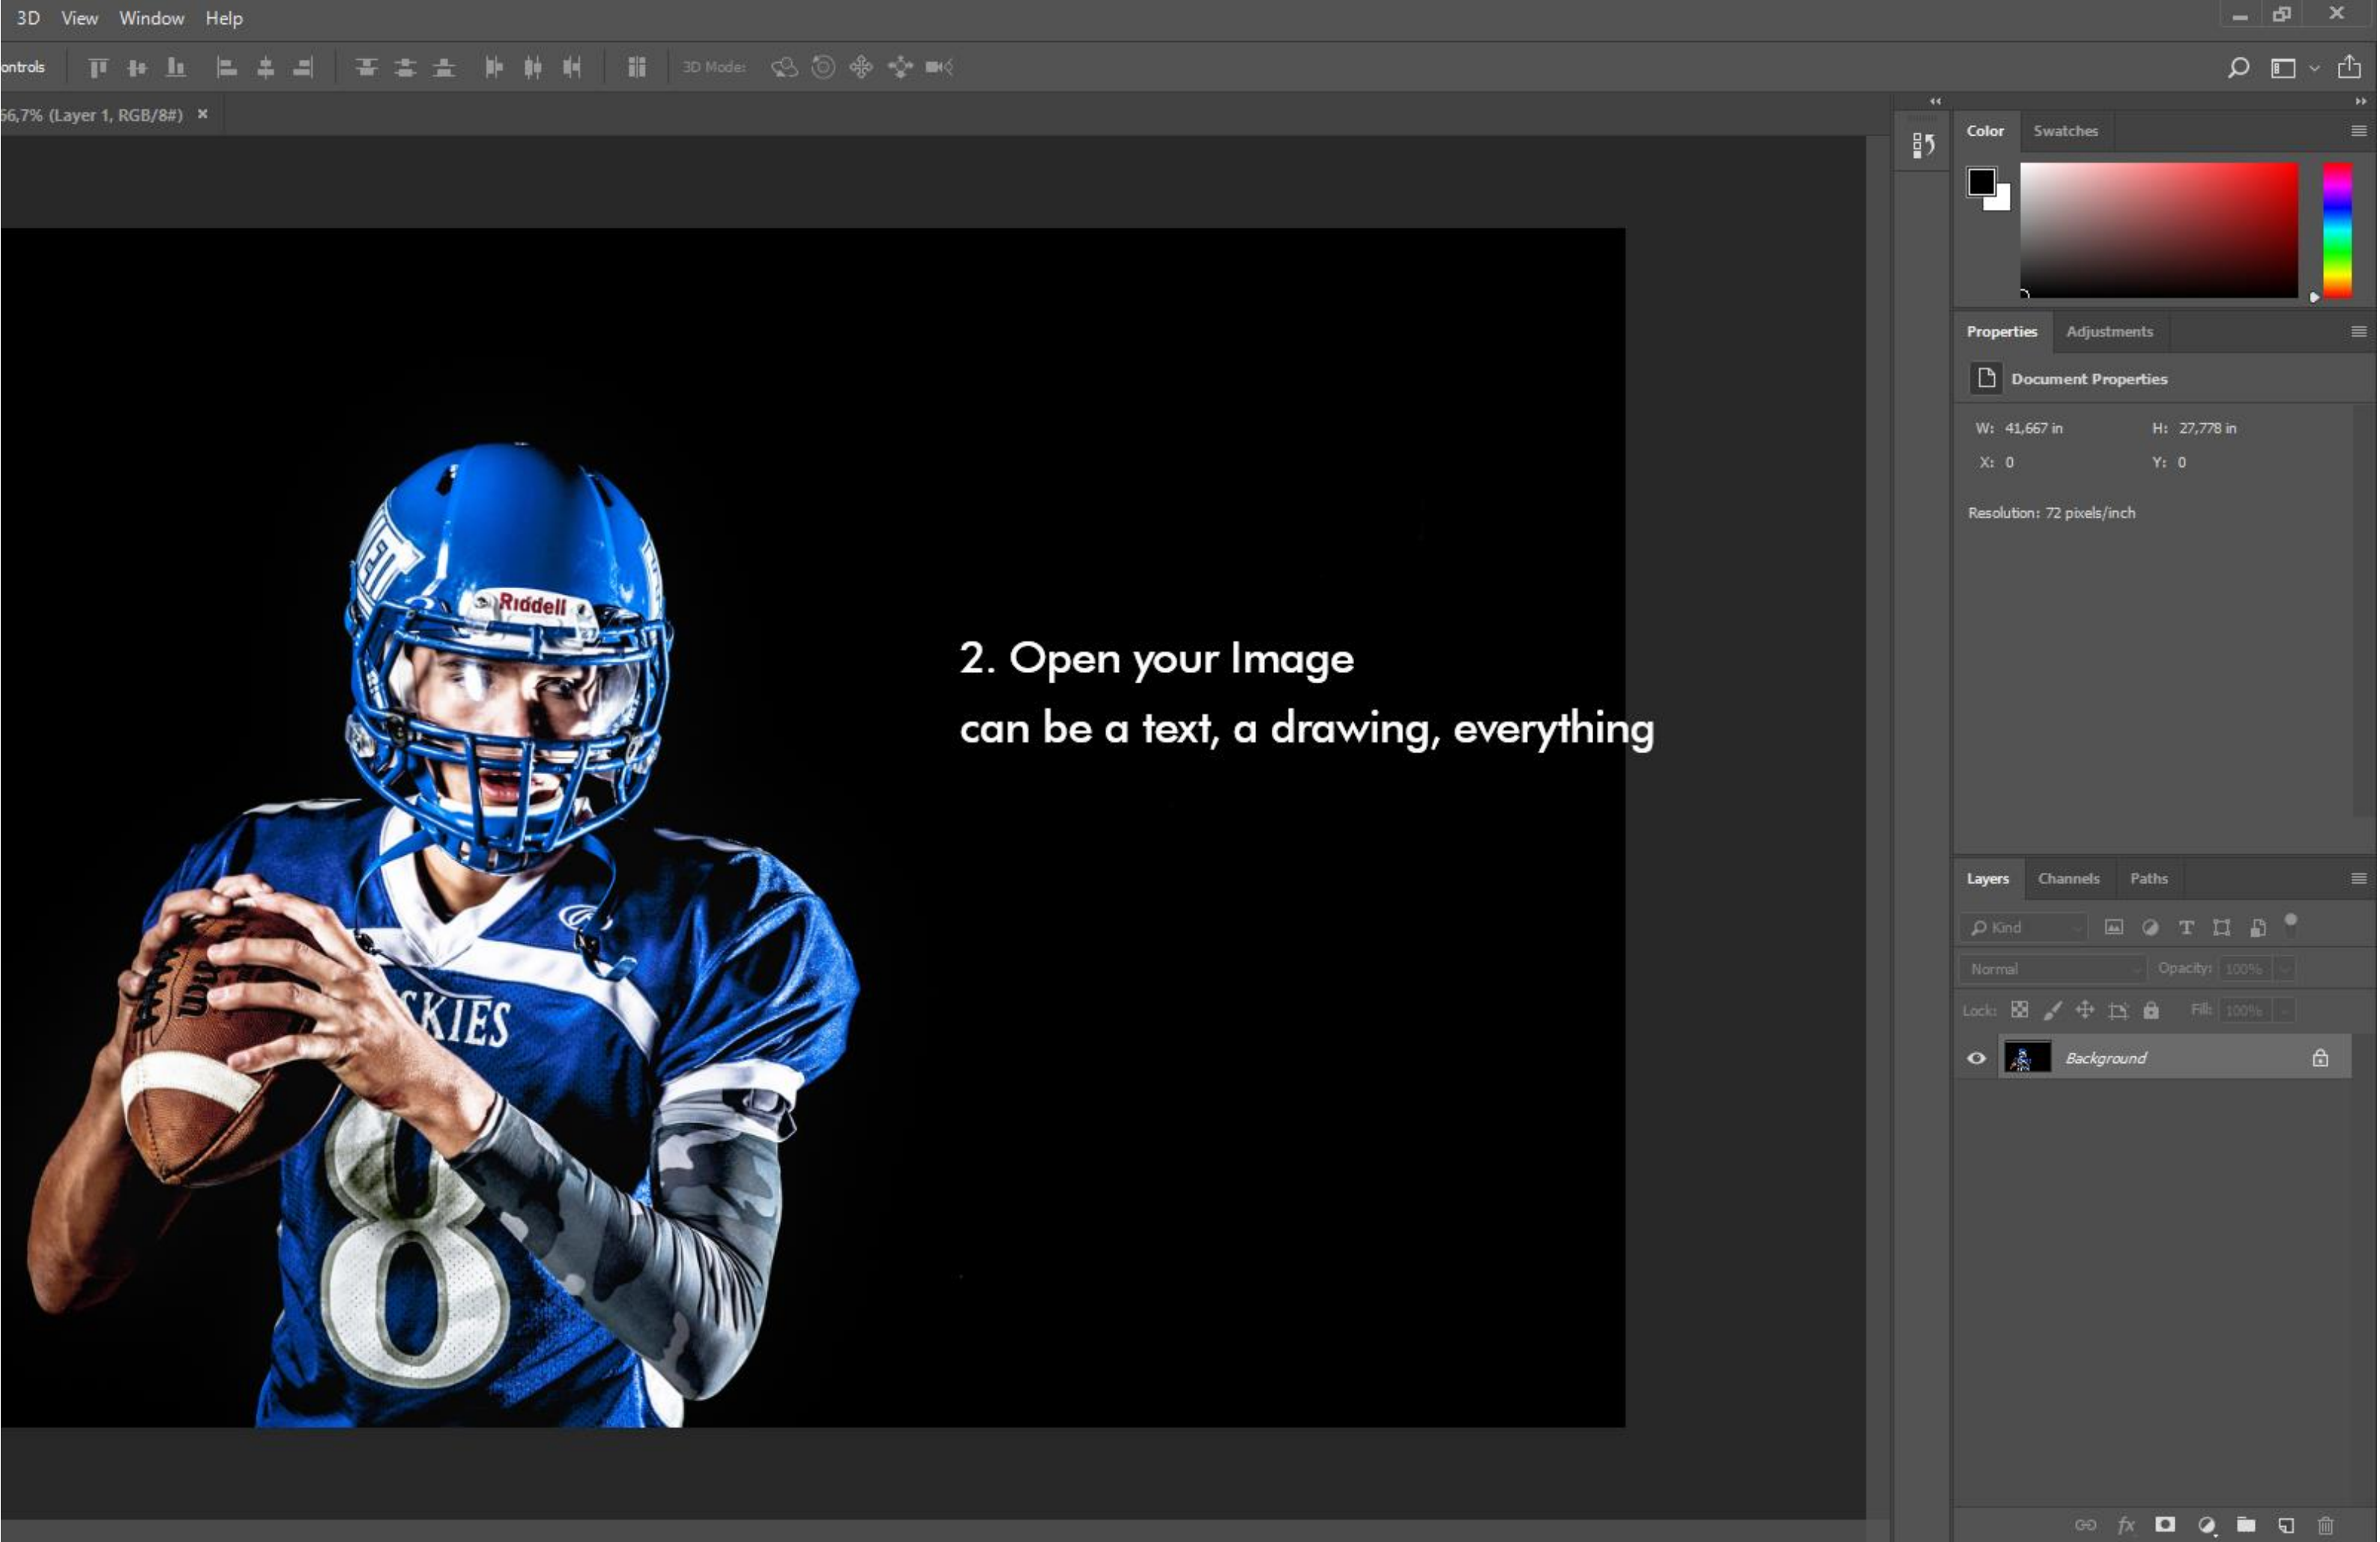 3D View Window Help
ontrols
3D Mode:
66,7% (Layer 1, RGB/8#) ×
Color Swatches
Properties Adjustments
Document Properties
W: 41,667 in H: 27,778 in
X: 0 Y: 0
Resolution: 72 pixels/inch
Riddell
2. Open your Image
can be a text, a drawing, everything
SKIES
8
Layers Channels Paths
Kind
Normal Opacity: 100%
Lock: Fill: 100%
Background
fx